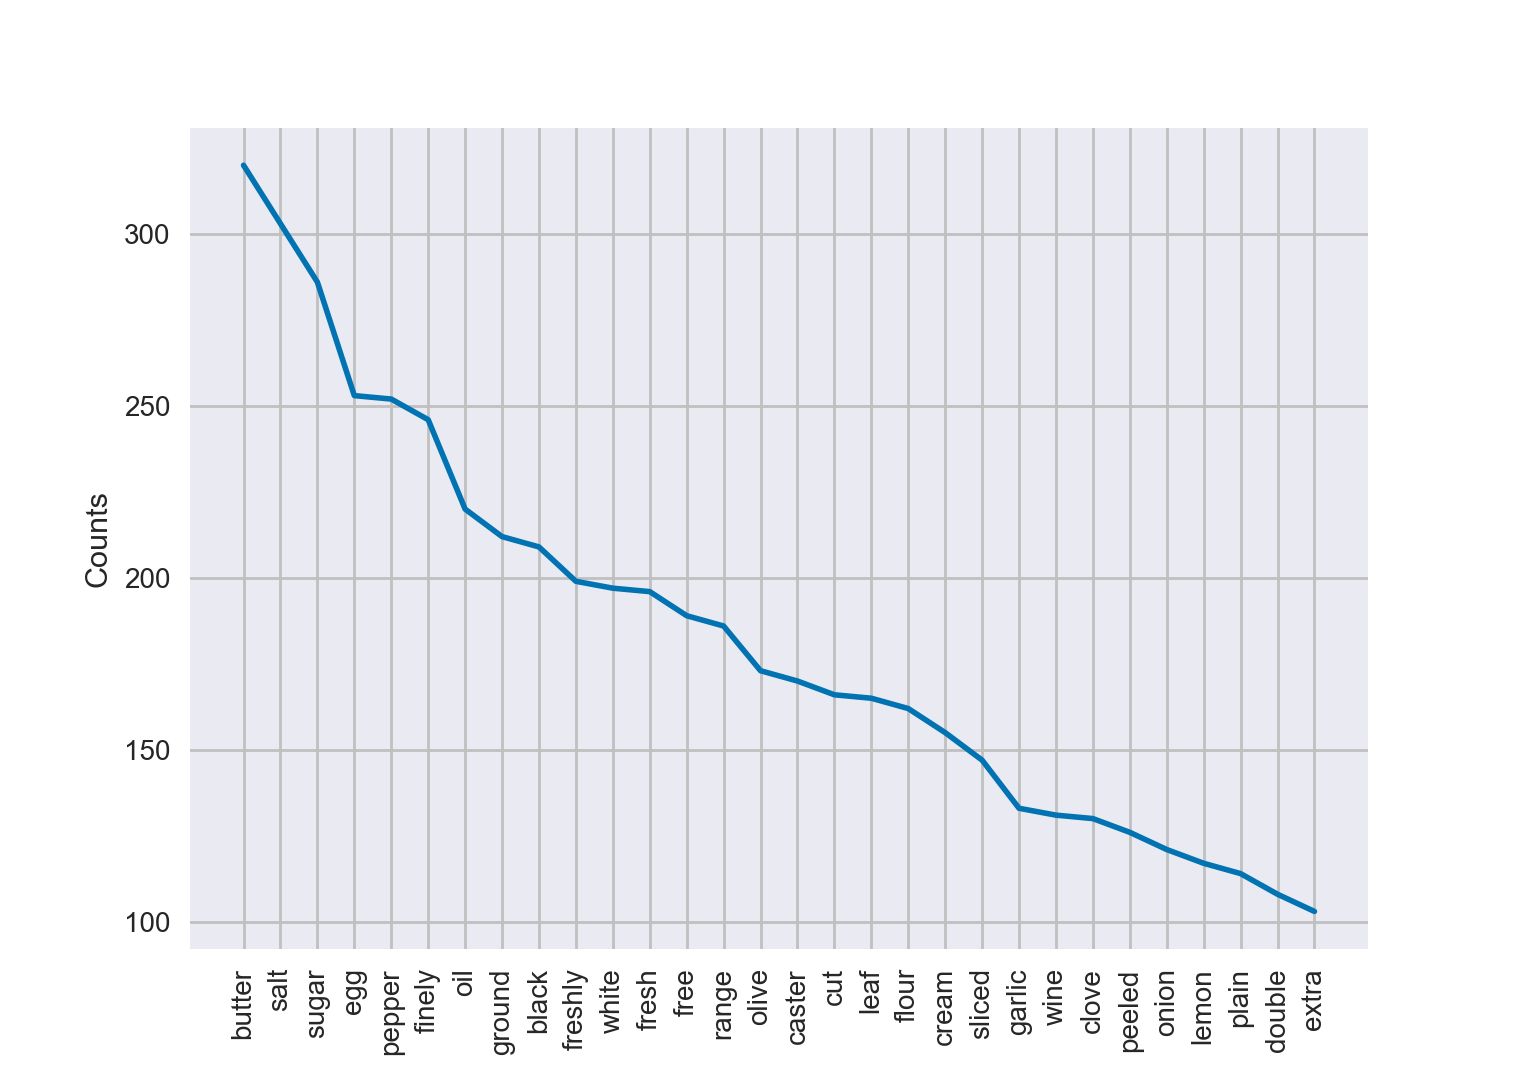 300
250
200
150
100
Counts
butter
salt
sugar
egg
pepper
finely
oil
ground
black
freshly
white
fresh
free
range
olive
caster
cut
leaf
flour
cream
sliced
garlic
wine
clove
peeled
onion
lemon
plain
double
extra